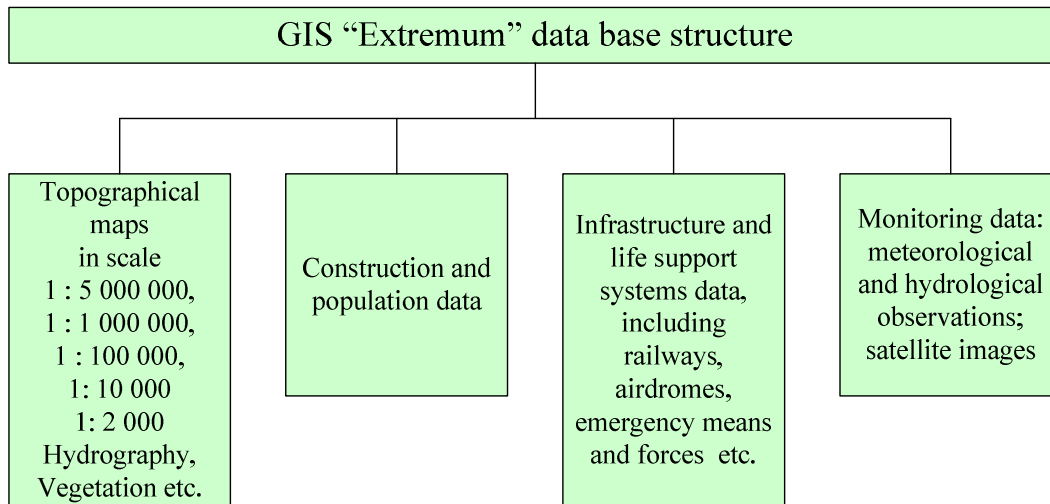 GIS “Extremum” data base structure
Topographical
maps
in scale
1 : 5 000 000,
1 : 1 000 000,
1 : 100 000,
1: 10 000
1: 2 000
Hydrography,
Vegetation etc.
Construction and
population data
Infrastructure and
life support
systems data,
including
railways,
airdromes,
emergency means
and forces etc.
Monitoring data:
meteorological
and hydrological
observations;
satellite images